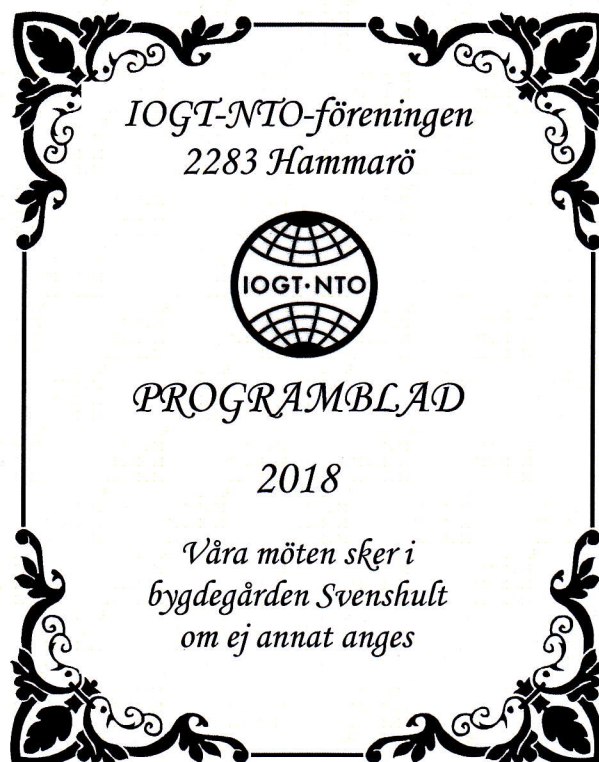 IOGT-NTO-föreningen
2283 Hammarö
IOGT·NTO
PROGRAMBLAD
2018
Våra möten sker i
bygdegården Svenshult
om ej annat anges